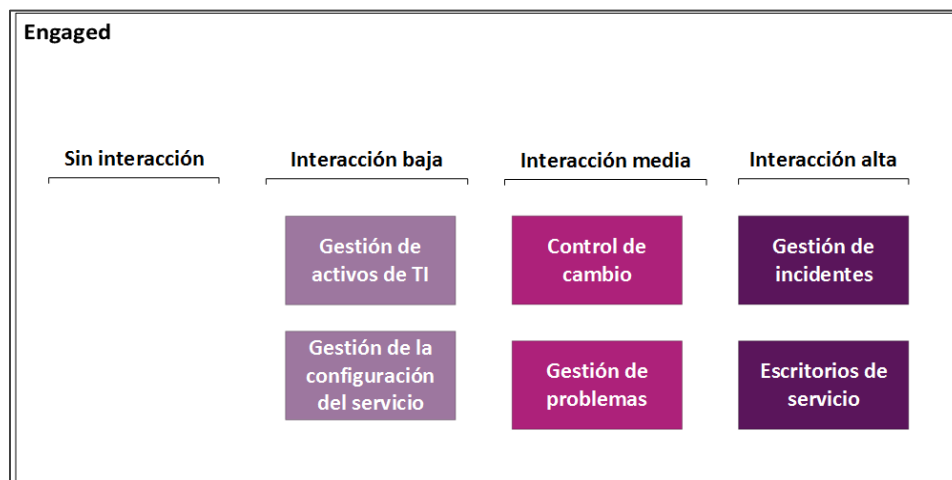 Engaged
Sin interacción
Interacción baja
Interacción media
Interacción alta
Gestión de
activos de TI
Control de
cambio
Gestión de
incidentes
Gestión de la
configuración
del servicio
Gestión de
problemas
Escritorios de
servicio